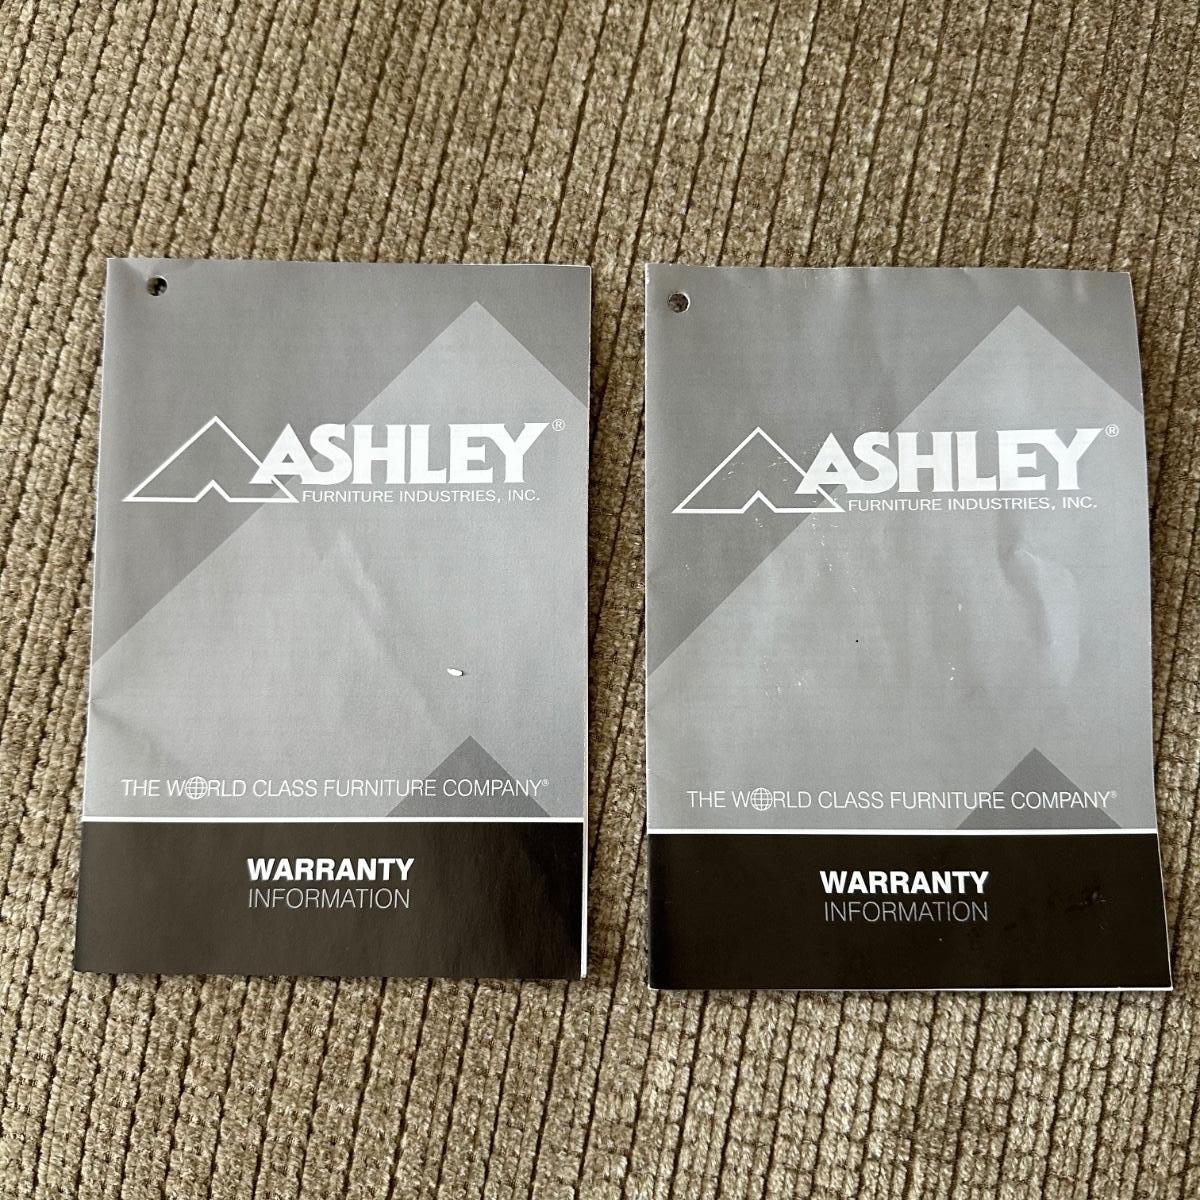 ASHLEY®
FURNITURE INDUSTRIES, INC.
THE WORLD CLASS FURNITURE COMPANY®
WARRANTY
INFORMATION
ASHLEY®
FURNITURE INDUSTRIES, INC.
THE WORLD CLASS FURNITURE COMPANY®
WARRANTY
INFORMATION